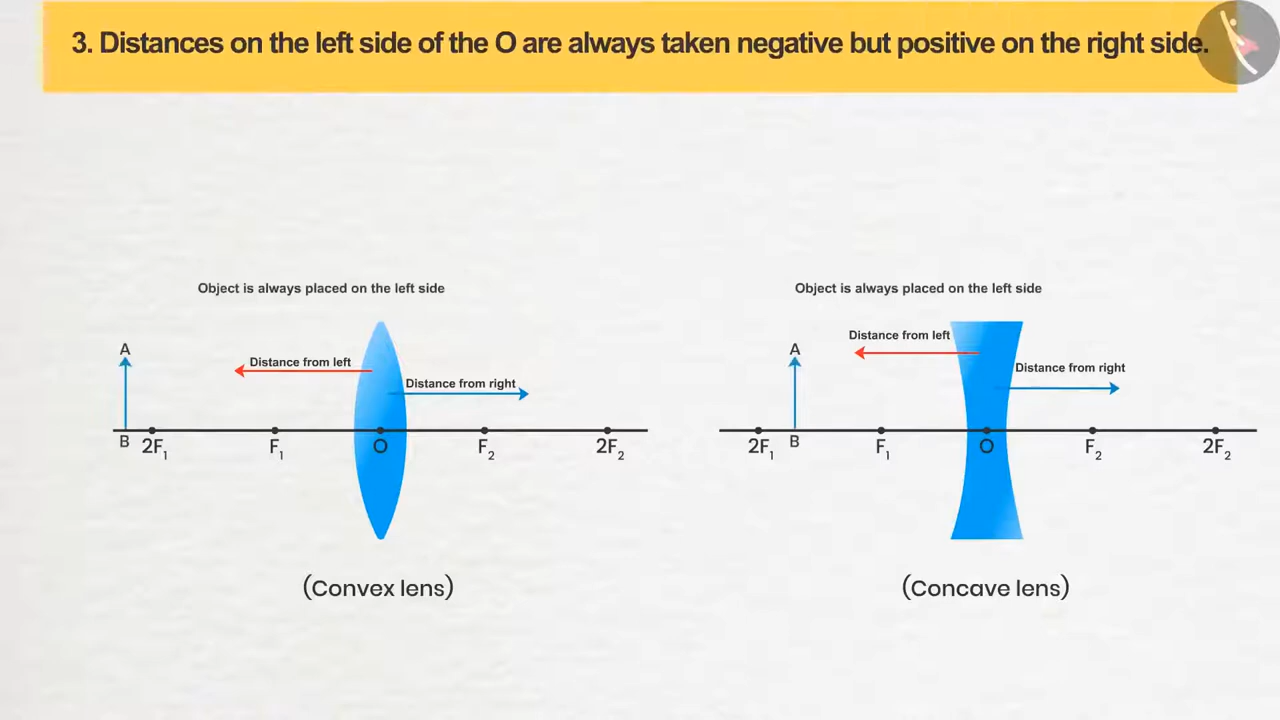 3. Distances on the left side of the O are always taken negative but positive on the right side.
Object is always placed on the left side
A
Distance from left
Distance from right
B
2F₁
F₁
O
F₂
2F₂
(Convex lens)
Object is always placed on the left side
Distance from left
A
Distance from right
2F₁
B
F₁
O
F₂
2F₂
(Concave lens)